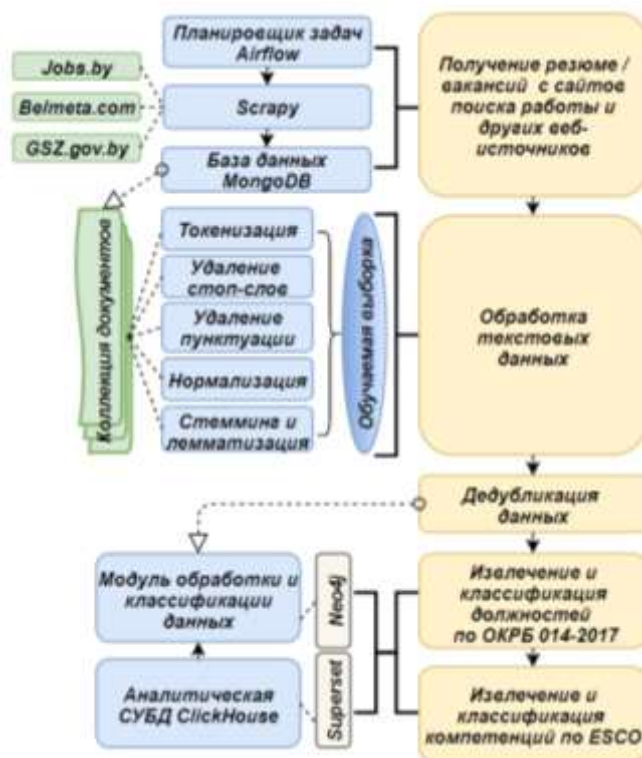 Планировщик задач
Airflow
Jobs.by
Belmeta.com
GSZ.gov.by
Scrapy
База данных
MongoDB
Получение резюме /
вакансий с сайтов
поиска работы и
других веб-
источников
Коллекция документов
Токенизация
Удаление
стоп-слов
Удаление
пунктуации
Нормализация
Стемминг и
лемматизация
Обучаемая выборка
Обработка
текстовых
данных
Дедубликация
данных
Модуль обработки и
классификации
данных
Neo4j
Извлечение и
классификация
должностей
по ОКРБ 014-2017
Аналитическая
СУБД ClickHouse
Superset
Извлечение и
классификация
компетенций по ESCO